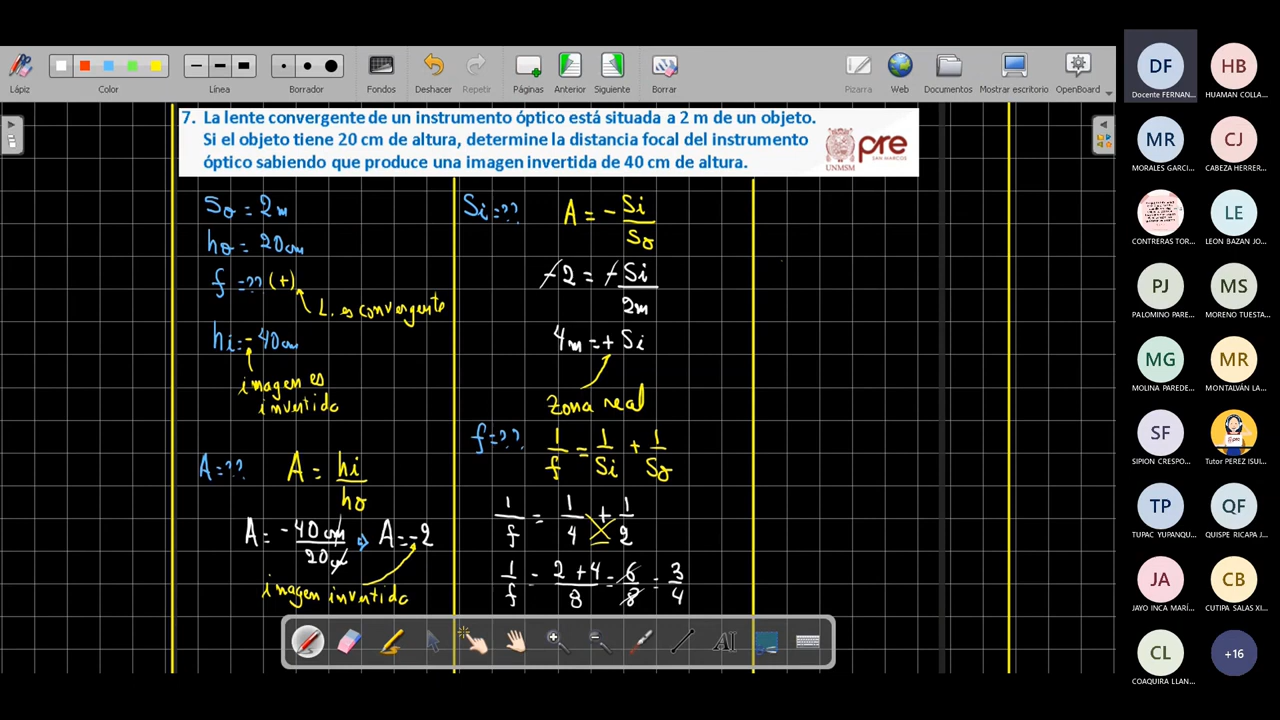 Lápiz
Color
Línea
Borrador
Fondos
Deshacer
Repetir
Páginas
Anterior
Siguiente
Borrar
Pizarra
Web
Documentos
Mostrar escritorio
OpenBoard
7. La lente convergente de un instrumento óptico está situada a 2 m de un objeto.
Si el objeto tiene 20 cm de altura, determine la distancia focal del instrumento
óptico sabiendo que produce una imagen invertida de 40 cm de altura.
UNMSM
pre
SAN MARCOS
So = 2m
ho = 20cm
f = ?? (+)
L. es convergente
hi = - 40cm
imagen es
invertida
A = ??
A = hi / ho
A = -40cm / 20cm ⇒ A = -2
imagen invertida
Si = ??
A = - Si / So
-2 = - Si / 2m
4m = + Si
Zona real
f = ??
1/f = 1/Si + 1/So
1/f = 1/4 + 1/2
1/f = 2+4 / 8 = 6/8 = 3/4
AI
DF
Docente FERNAN...
HB
HUAMAN COLLA...
MR
MORALES GARCI...
CJ
CABEZA HERRER...
CONTRERAS TOR...
LE
LEON BAZAN JO...
PJ
PALOMINO PARE...
MS
MORENO TUESTA...
MG
MOLINA PAREDE...
MR
MONTALVÁN LA...
SF
SIPION CRESPO...
Tutor PEREZ ISUI...
TP
TUPAC YUPANQU...
QF
QUISPE RICAPA J...
JA
JAYO INCA MARÍ...
CB
CUTIPA SALAS XI...
CL
COAQUIRA LLAN...
+16